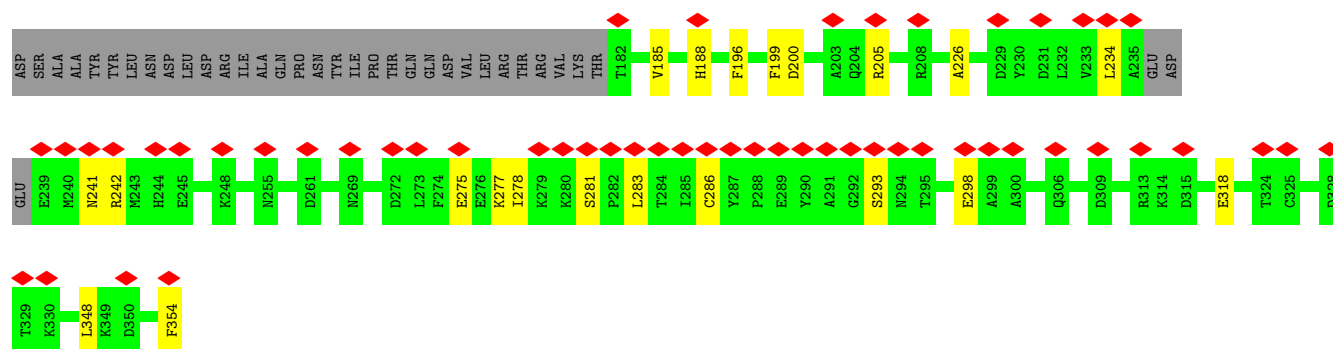 ASP SER ALA ALA TYR TYR LEU ASN ASP LEU ASP ARG ILE ALA GLN PRO ASN TYR ILE PRO THR GLN GLN ASP VAL LEU ARG THR ARG VAL LYS THR T182 V185 H188 F196 F199 D200 A203 Q204 R205 R208 A226 D229 Y230 D231 L232 V233 L234 A235 GLU ASP
GLU E239 M240 N241 R242 M243 H244 E245 K248 N255 D261 N269 D272 L273 F274 E275 E276 K277 I278 K279 K280 S281 P282 L283 T284 I285 C286 Y287 P288 E289 Y290 A291 G292 S293 N294 T295 E298 A299 A300 Q306 D309 R313 K314 D315 E318 T324 C325 D328
T329 K330 L348 K349 D350 F354